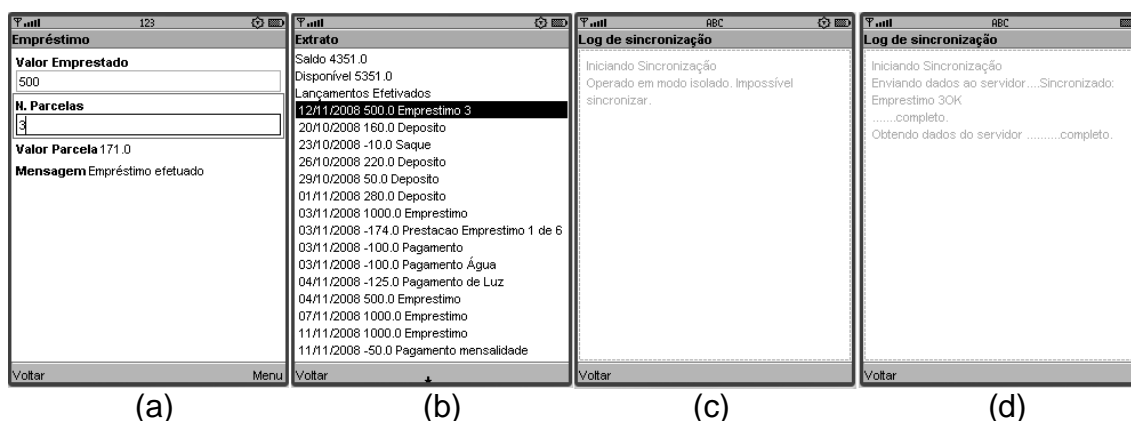 123
Empréstimo
Valor Emprestado
500
N. Parcelas
3
Valor Parcela 171.0
Mensagem Empréstimo efetuado
Voltar Menu
(a)
Extrato
Saldo 4351.0
Disponível 5351.0
Lançamentos Efetivados
12/11/2008 500.0 Emprestimo 3
20/10/2008 160.0 Deposito
23/10/2008 -10.0 Saque
26/10/2008 220.0 Deposito
29/10/2008 50.0 Deposito
01/11/2008 280.0 Deposito
03/11/2008 1000.0 Emprestimo
03/11/2008 -174.0 Prestacao Emprestimo 1 de 6
03/11/2008 -100.0 Pagamento
03/11/2008 -100.0 Pagamento Água
04/11/2008 -125.0 Pagamento de Luz
04/11/2008 500.0 Emprestimo
07/11/2008 1000.0 Emprestimo
11/11/2008 1000.0 Emprestimo
11/11/2008 -50.0 Pagamento mensalidade
Voltar
(b)
ABC
Log de sincronização
Iniciando Sincronização
Operado em modo isolado. Impossível
sincronizar.
Voltar
(c)
ABC
Log de sincronização
Iniciando Sincronização
Enviando dados ao servidor....Sincronizado:
Emprestimo 3OK
.......completo.
Obtendo dados do servidor ..........completo.
Voltar
(d)